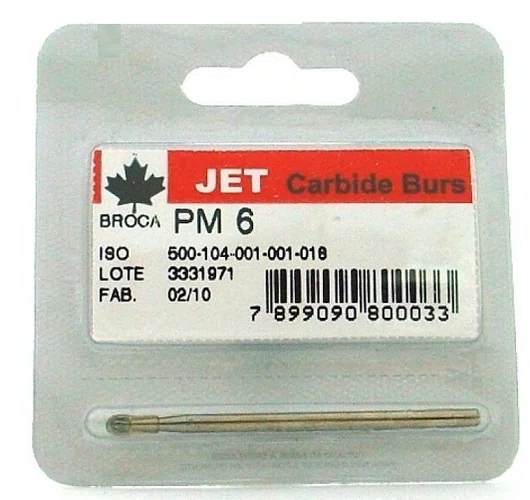 JET Carbide Burs
BROCA PM 6
ISO 500-104-001-001-018
LOTE 3331971
FAB. 02/10
7 899090 800033